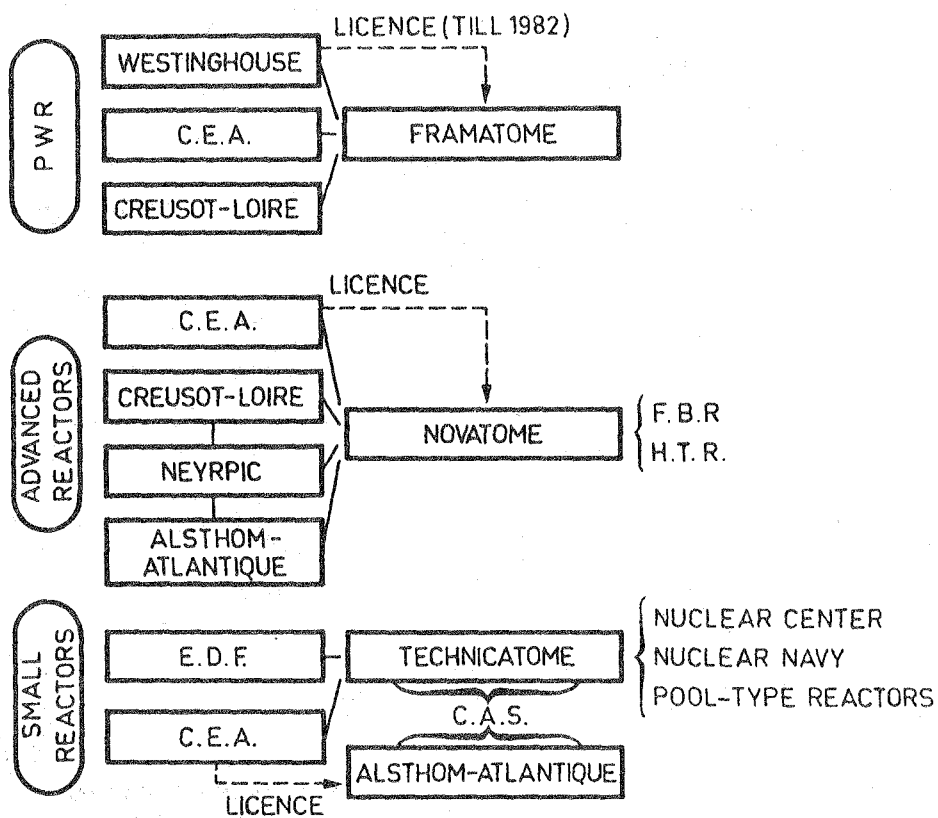 LICENCE (TILL 1982)
PWR
WESTINGHOUSE
C.E.A.
CREUSOT-LOIRE
FRAMATOME
LICENCE
ADVANCED
REACTORS
C.E.A.
CREUSOT-LOIRE
NEYRPIC
ALSTHOM-
ATLANTIQUE
NOVATOME
F.B.R
H.T.R.
SMALL
REACTORS
E.D.F.
C.E.A.
LICENCE
TECHNICATOME
C.A.S.
ALSTHOM-ATLANTIQUE
NUCLEAR CENTER
NUCLEAR NAVY
POOL-TYPE REACTORS